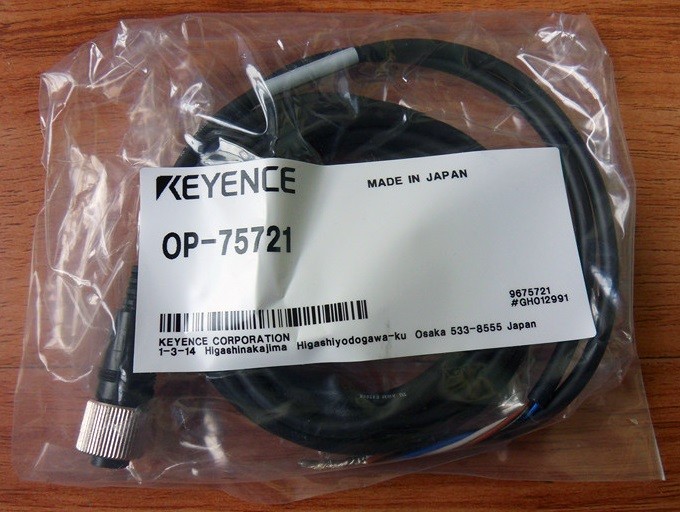 KEYENCE
MADE IN JAPAN
OP-75721
9675721
#GH012991
KEYENCE CORPORATION
1-3-14 Higashinakajima Higashiyodogawa-ku Osaka 533-8555 Japan